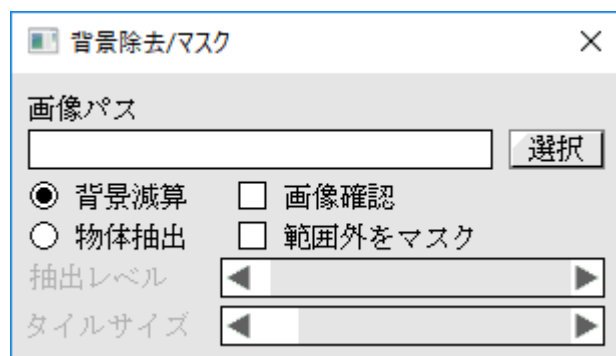 背景除去/マスク
画像パス
選択
背景減算 画像確認
物体抽出 範囲外をマスク
抽出レベル
タイルサイズ